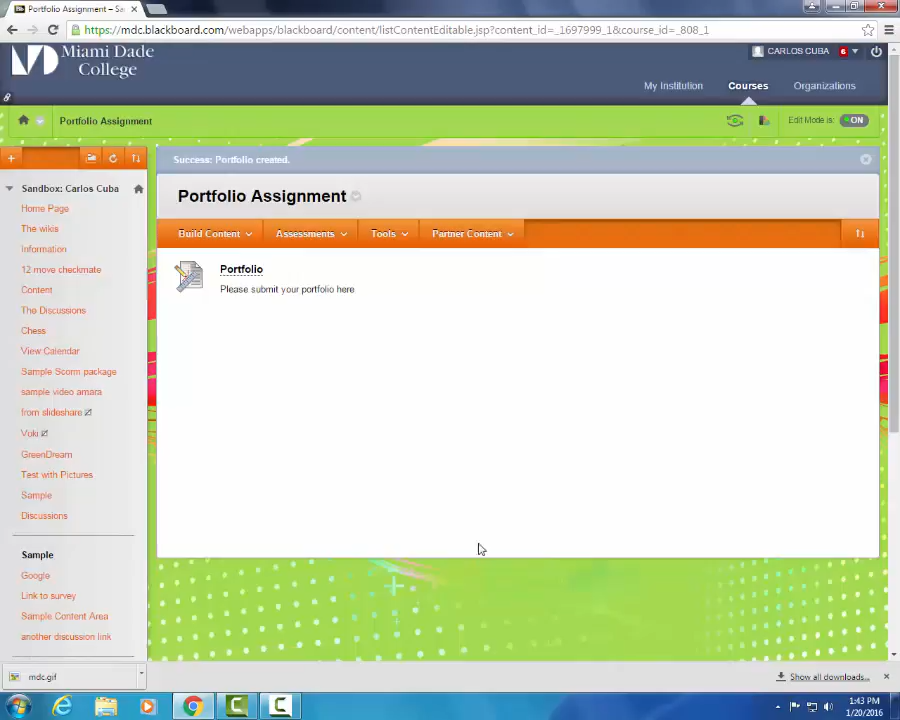 Portfolio Assignment – Sa
https://mdc.blackboard.com/webapps/blackboard/content/listContentEditable.jsp?content_id=_1697999_1&course_id=_808_1
Miami Dade
College
CARLOS CUBA 6
My Institution Courses Organizations
Portfolio Assignment Edit Mode is: ON
Success: Portfolio created.
Sandbox: Carlos Cuba
Portfolio Assignment
Home Page
The wikis
Build Content Assessments Tools Partner Content
Information
12 move checkmate
Portfolio
Content
Please submit your portfolio here.
The Discussions
Chess
View Calendar
Sample Scorm package
sample video amara
from slideshare
Vuki
GreenDream
Test with Pictures
Sample
Discussions
Sample
Google
Link to survey
Sample Content Area
another discussion link
mdc.gif Show all downloads...
1:43 PM
1/20/2016